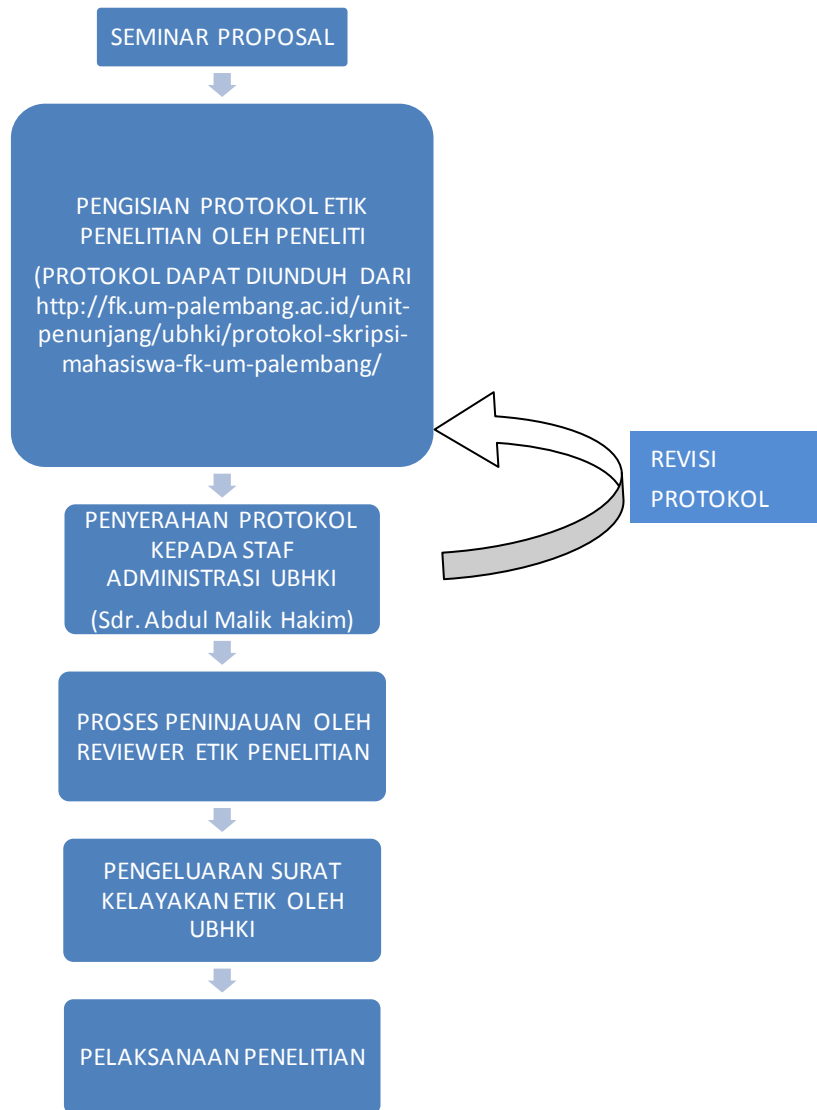 SEMINAR PROPOSAL
PENGISIAN PROTOKOL ETIK
PENELITIAN OLEH PENELITI
(PROTOKOL DAPAT DIUNDUH DARI
http://fk.um-palembang.ac.id/unit-
penunjang/ubhki/protokol-skripsi-
mahasiswa-fk-um-palembang/
REVISI
PROTOKOL
PENYERAHAN PROTOKOL
KEPADA STAF
ADMINISTRASI UBHKI
(Sdr. Abdul Malik Hakim)
PROSES PENINJAUAN OLEH
REVIEWER ETIK PENELITIAN
PENGELUARAN SURAT
KELAYAKAN ETIK OLEH
UBHKI
PELAKSANAAN PENELITIAN